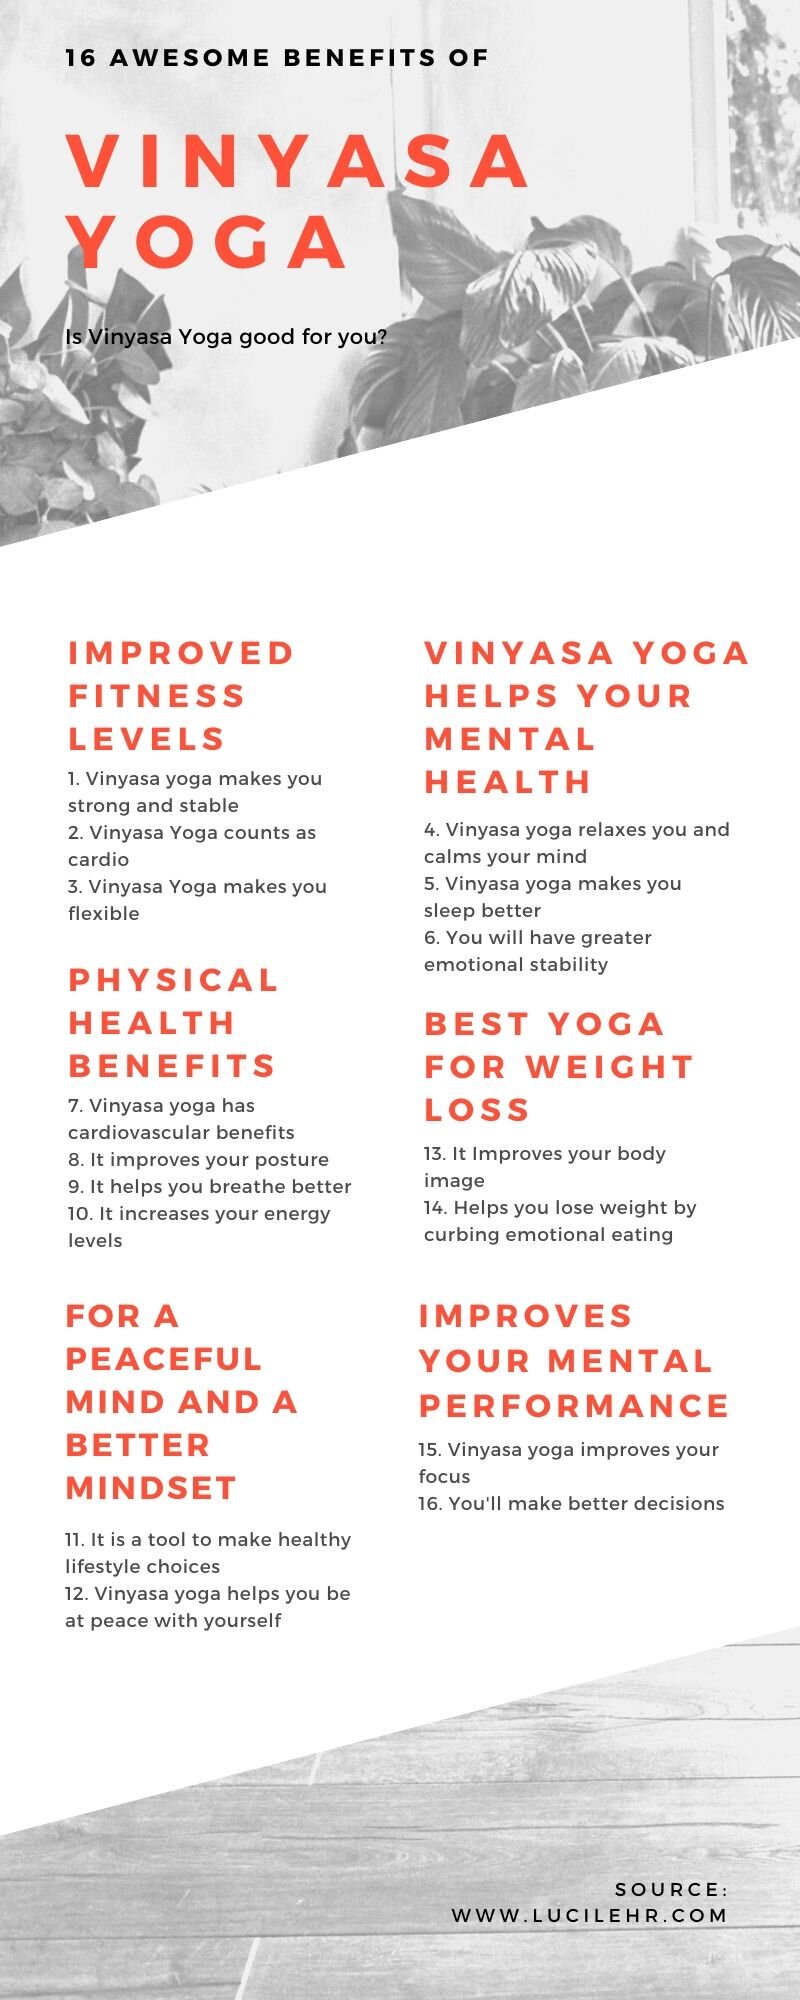 16 AWESOME BENEFITS OF
VINYASA
YOGA
Is Vinyasa Yoga good for you?
IMPROVED
FITNESS
LEVELS
1. Vinyasa yoga makes you
strong and stable
2. Vinyasa Yoga counts as
cardio
3. Vinyasa Yoga makes you
flexible
VINYASA YOGA
HELPS YOUR
MENTAL
HEALTH
4. Vinyasa yoga relaxes you and
calms your mind
5. Vinyasa yoga makes you
sleep better
6. You will have greater
emotional stability
PHYSICAL
HEALTH
BENEFITS
7. Vinyasa yoga has
cardiovascular benefits
8. It improves your posture
9. It helps you breathe better
10. It increases your energy
levels
BEST YOGA
FOR WEIGHT
LOSS
13. It Improves your body
image
14. Helps you lose weight by
curbing emotional eating
FOR A
PEACEFUL
MIND AND A
BETTER
MINDSET
11. It is a tool to make healthy
lifestyle choices
12. Vinyasa yoga helps you be
at peace with yourself
IMPROVES
YOUR MENTAL
PERFORMANCE
15. Vinyasa yoga improves your
focus
16. You'll make better decisions
SOURCE:
WWW.LUCILEHR.COM